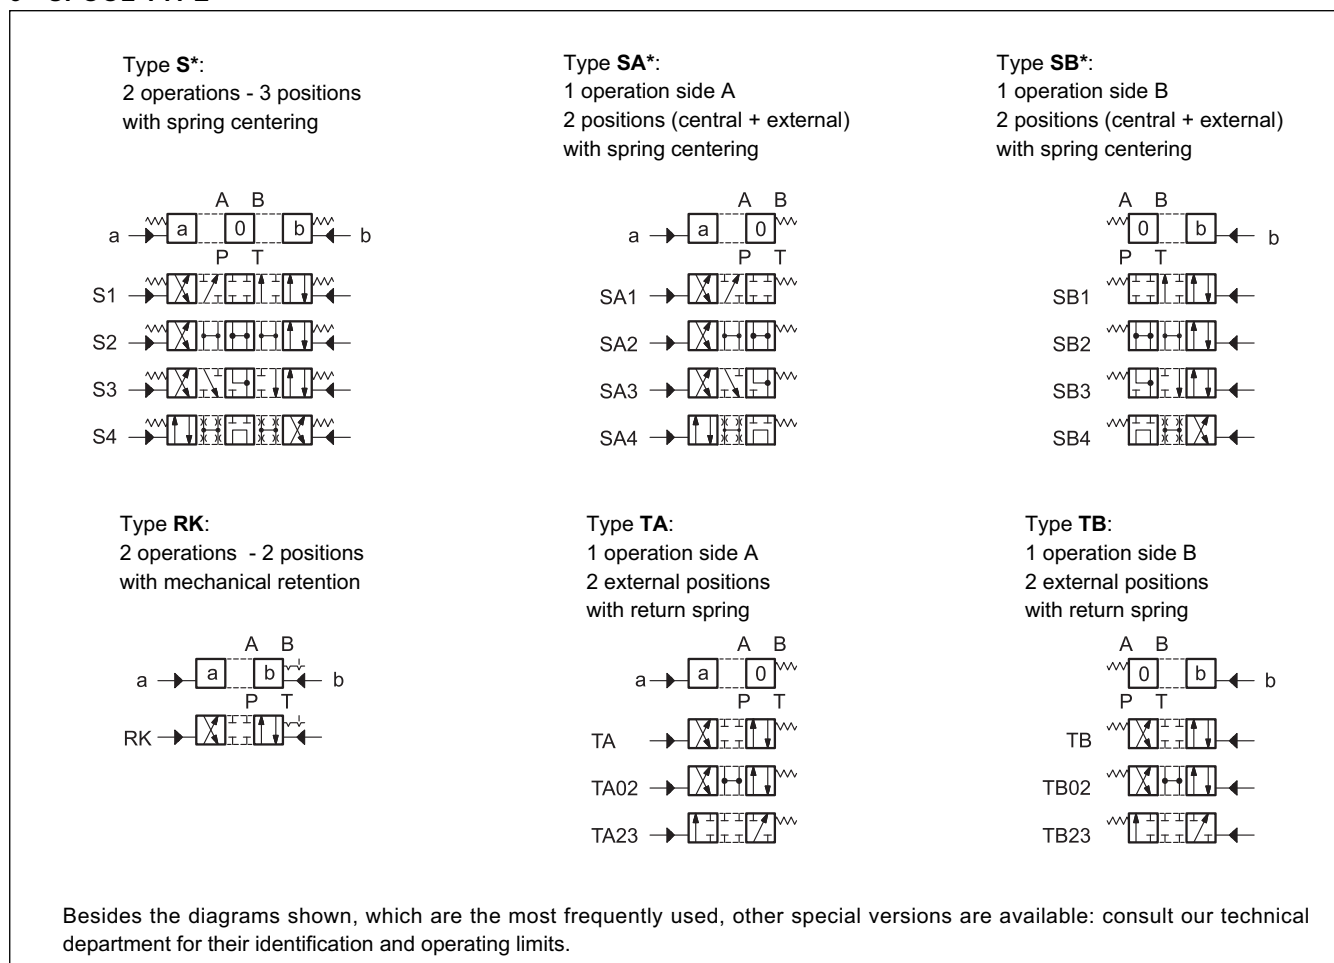 Type S*:
2 operations - 3 positions
with spring centering
Type SA*:
1 operation side A
2 positions (central + external)
with spring centering
Type SB*:
1 operation side B
2 positions (central + external)
with spring centering
A B
a a 0 b b
P T
S1
S2
S3
S4
A B
a a 0
P T
SA1
SA2
SA3
SA4
A B
0 b b
P T
SB1
SB2
SB3
SB4
Type RK:
2 operations - 2 positions
with mechanical retention
Type TA:
1 operation side A
2 external positions
with return spring
Type TB:
1 operation side B
2 external positions
with return spring
A B
a a b b
P T
RK
A B
a a 0
P T
TA
TA02
TA23
A B
0 b b
P T
TB
TB02
TB23
Besides the diagrams shown, which are the most frequently used, other special versions are available: consult our technical
department for their identification and operating limits.